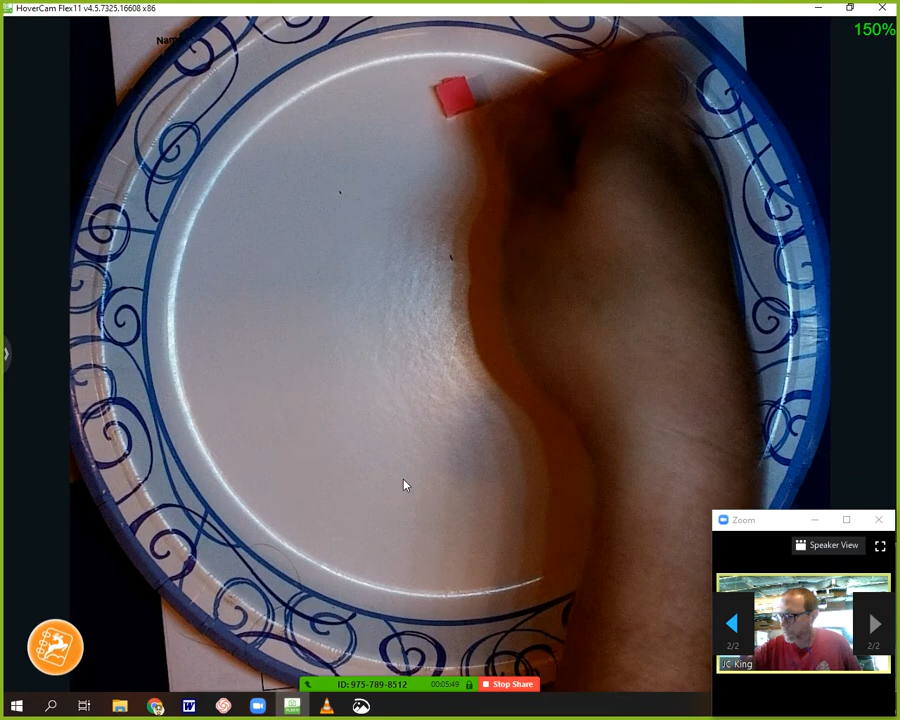 HoverCam Flex11 v4.5.7325.16608 x86
150%
Nam
Zoom
Speaker View
2/2
2/2
JC King
ID: 975-789-8512
00:05:49
Stop Share